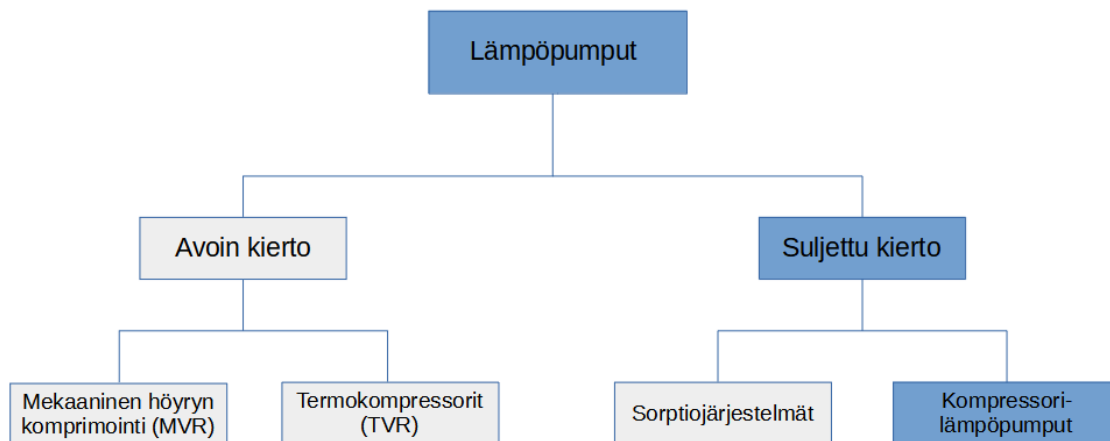 Lämpöpumput
Avoin kierto
Suljettu kierto
Mekaaninen höyryn
komprimointi (MVR)
Termokompressorit
(TVR)
Sorptiojärjestelmät
Kompressori-
lämpöpumput